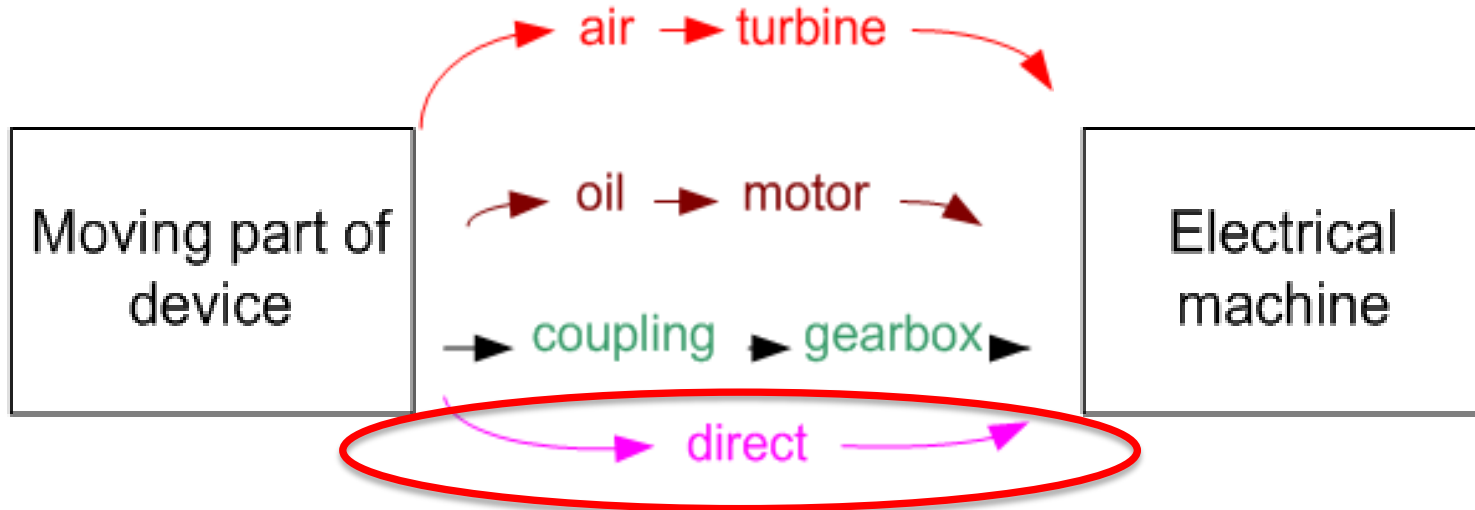 air turbine
Moving part of
device
oil motor
coupling gearbox
direct
Electrical
machine